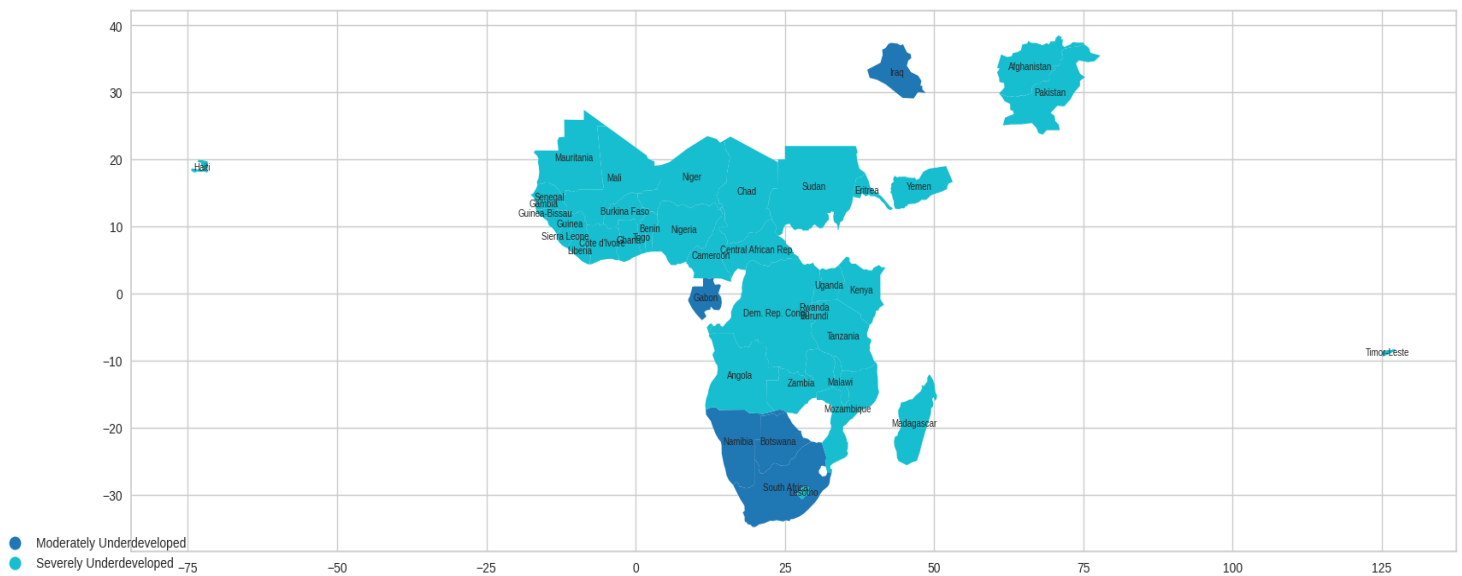 40
30
20
10
0
−10
−20
−30
Iraq
Afghanistan
Pakistan
Haiti
Mauritania
Mali
Niger
Chad
Sudan
Eritrea
Yemen
Senegal
Gambia
Guinea-Bissau
Guinea
Sierra Leone
Liberia
Côte d'Ivoire
Burkina Faso
Ghana
Togo
Benin
Nigeria
Cameroon
Central African Rep.
Gabon
Dem. Rep. Congo
Uganda
Kenya
Rwanda
Burundi
Tanzania
Timor-Leste
Angola
Zambia
Malawi
Mozambique
Madagascar
Namibia
Botswana
South Africa
Lesotho
Moderately Underdeveloped
Severely Underdeveloped
−75
−50
−25
0
25
50
75
100
125